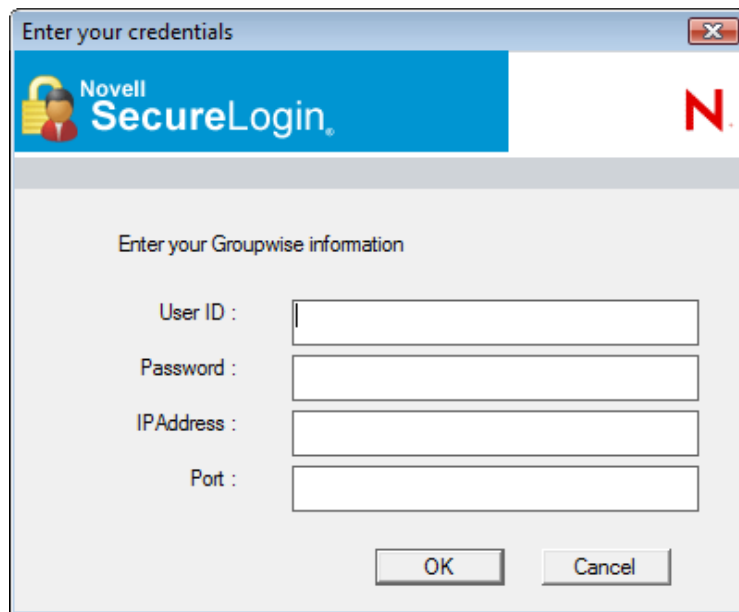 Enter your credentials
Novell
SecureLogin®
N
Enter your Groupwise information
User ID :
Password :
IPAddress :
Port :
OK
Cancel